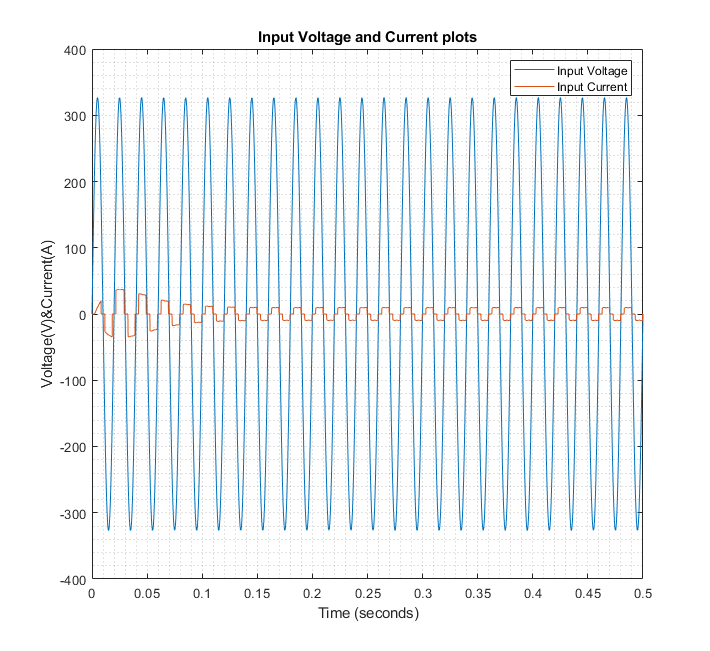 Input Voltage and Current plots
400
300
200
100
0
-100
-200
-300
-400
Voltage(V)&Current(A)
Input Voltage
Input Current
0 0.05 0.1 0.15 0.2 0.25 0.3 0.35 0.4 0.45 0.5
Time (seconds)